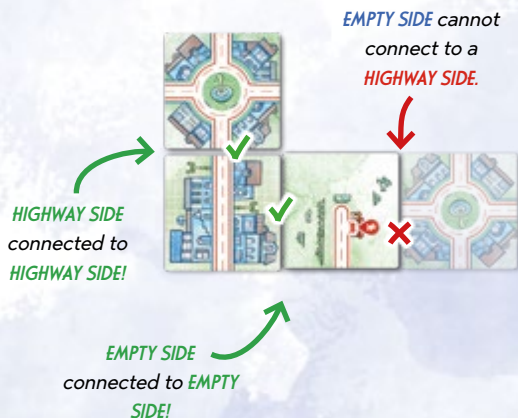 EMPTY SIDE cannot
connect to a
HIGHWAY SIDE.
HIGHWAY SIDE
connected to
HIGHWAY SIDE!
EMPTY SIDE
connected to EMPTY
SIDE!